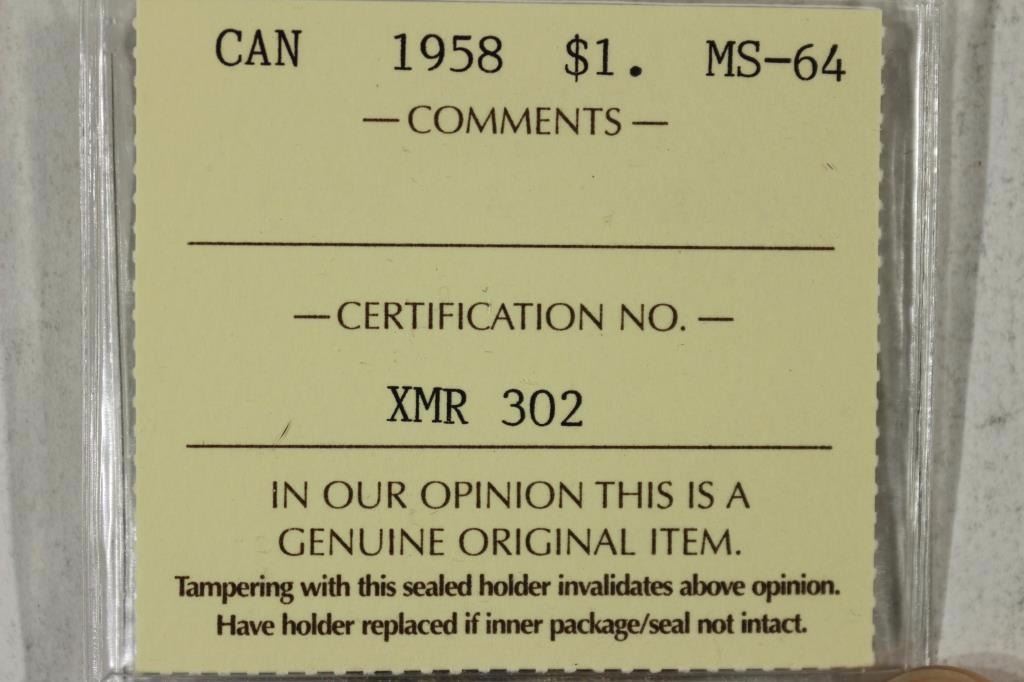 CAN 1958 $1. MS-64
— COMMENTS —
— CERTIFICATION NO. —
XMR 302
IN OUR OPINION THIS IS A
GENUINE ORIGINAL ITEM.
Tampering with this sealed holder invalidates above opinion.
Have holder replaced if inner package/seal not intact.